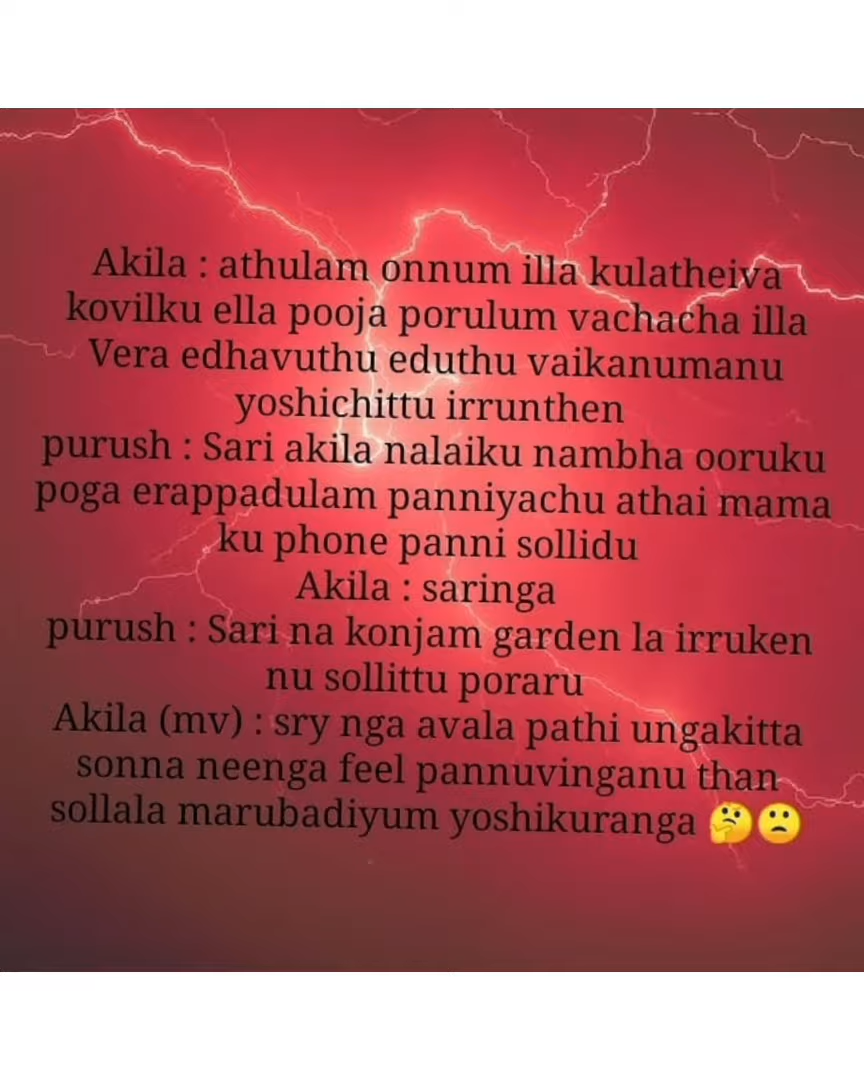 Akila : athulam onnum illa kulatheiva
kovilku ella pooja porulum vachacha illa
Vera edhavuthu eduthu vaikanumanu
yoshichittu irrunthen
purush : Sari akila nalaiku nambha ooruku
poga erappadulam panniyachu athai mama
ku phone panni sollidu
Akila : saringa
purush : Sari na konjam garden la irruken
nu sollittu poraru
Akila (mv) : sry nga avala pathi ungakitta
sonna neenga feel pannuvinganu than
sollala marubadiyum yoshikuranga 🤔🙁